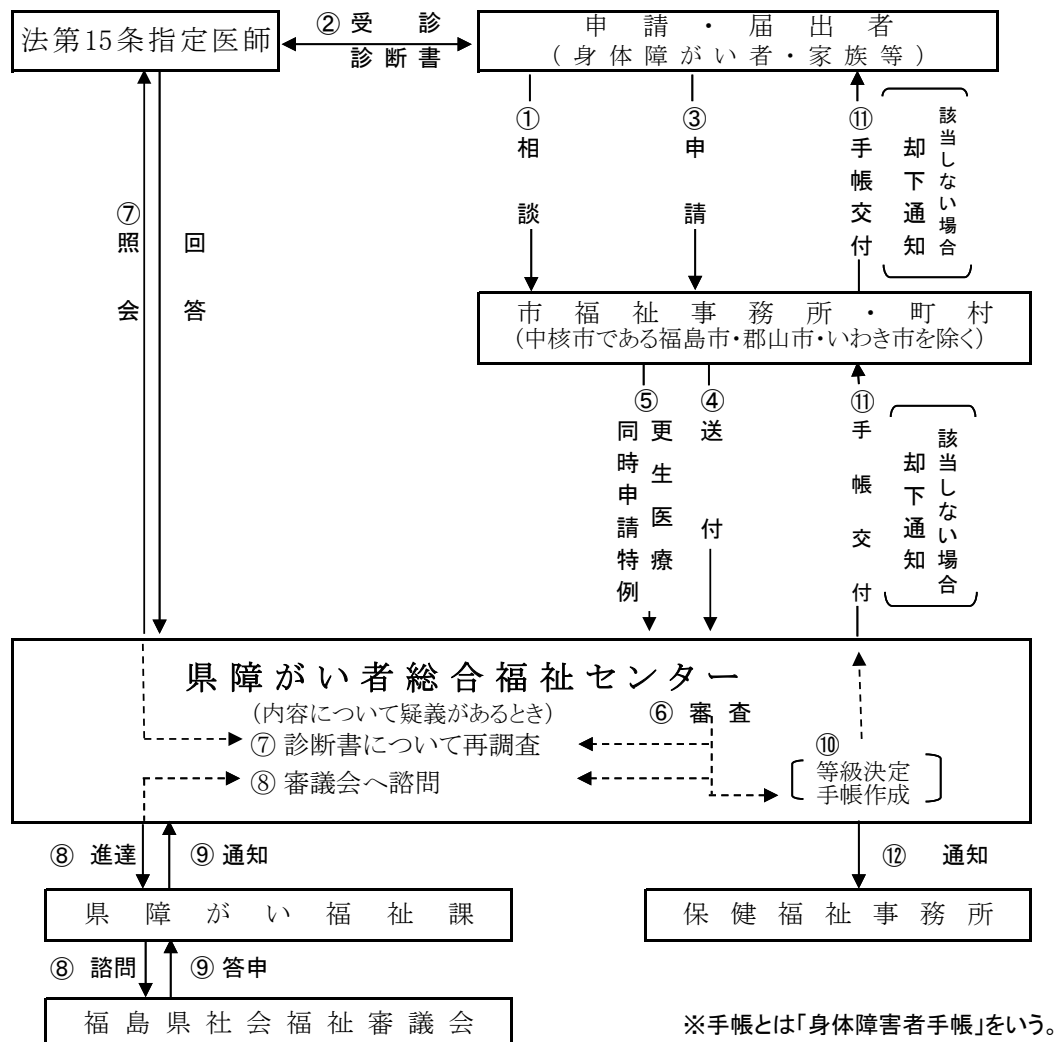 法第15条指定医師
② 受診
診断書
申請・届出者
(身体障がい者・家族等)
①相談
③申請
⑪手帳交付
該当しない場合
却下通知
⑦照会
回答
市福祉事務所・町村
(中核市である福島市・郡山市・いわき市を除く)
⑤更生医療
同時申請特例
④送付
⑪手帳交付
該当しない場合
却下通知
県障がい者総合福祉センター
(内容について疑義があるとき)
⑥ 審査
⑦ 診断書について再調査
⑧ 審議会へ諮問
⑩
等級決定
手帳作成
⑧ 進達
⑨ 通知
⑫ 通知
県障がい福祉課
保健福祉事務所
⑧ 諮問
⑨ 答申
福島県社会福祉審議会
※手帳とは「身体障害者手帳」をいう。